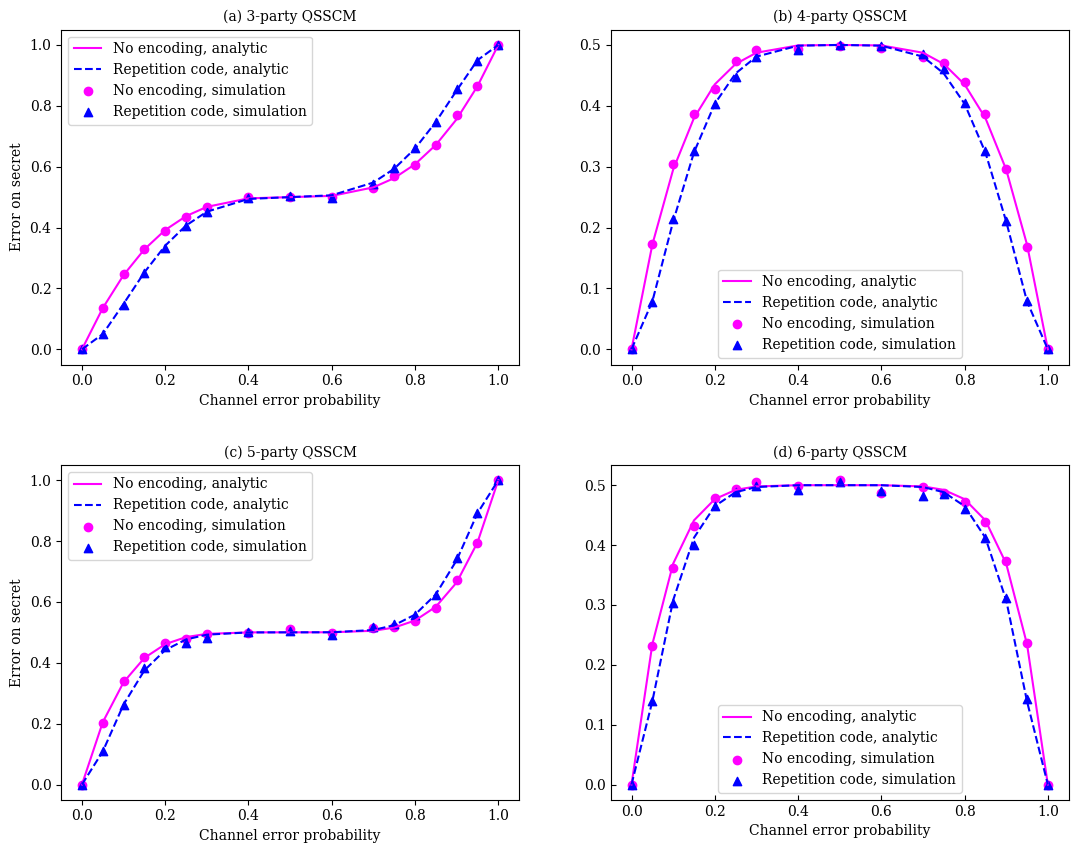 (a) 3-party QSSCM
Error on secret
1.0
0.8
0.6
0.4
0.2
0.0
No encoding, analytic
Repetition code, analytic
No encoding, simulation
Repetition code, simulation
0.0 0.2 0.4 0.6 0.8 1.0
Channel error probability
(b) 4-party QSSCM
0.5
0.4
0.3
0.2
0.1
0.0
No encoding, analytic
Repetition code, analytic
No encoding, simulation
Repetition code, simulation
0.0 0.2 0.4 0.6 0.8 1.0
Channel error probability
(c) 5-party QSSCM
Error on secret
1.0
0.8
0.6
0.4
0.2
0.0
No encoding, analytic
Repetition code, analytic
No encoding, simulation
Repetition code, simulation
0.0 0.2 0.4 0.6 0.8 1.0
Channel error probability
(d) 6-party QSSCM
0.5
0.4
0.3
0.2
0.1
0.0
No encoding, analytic
Repetition code, analytic
No encoding, simulation
Repetition code, simulation
0.0 0.2 0.4 0.6 0.8 1.0
Channel error probability